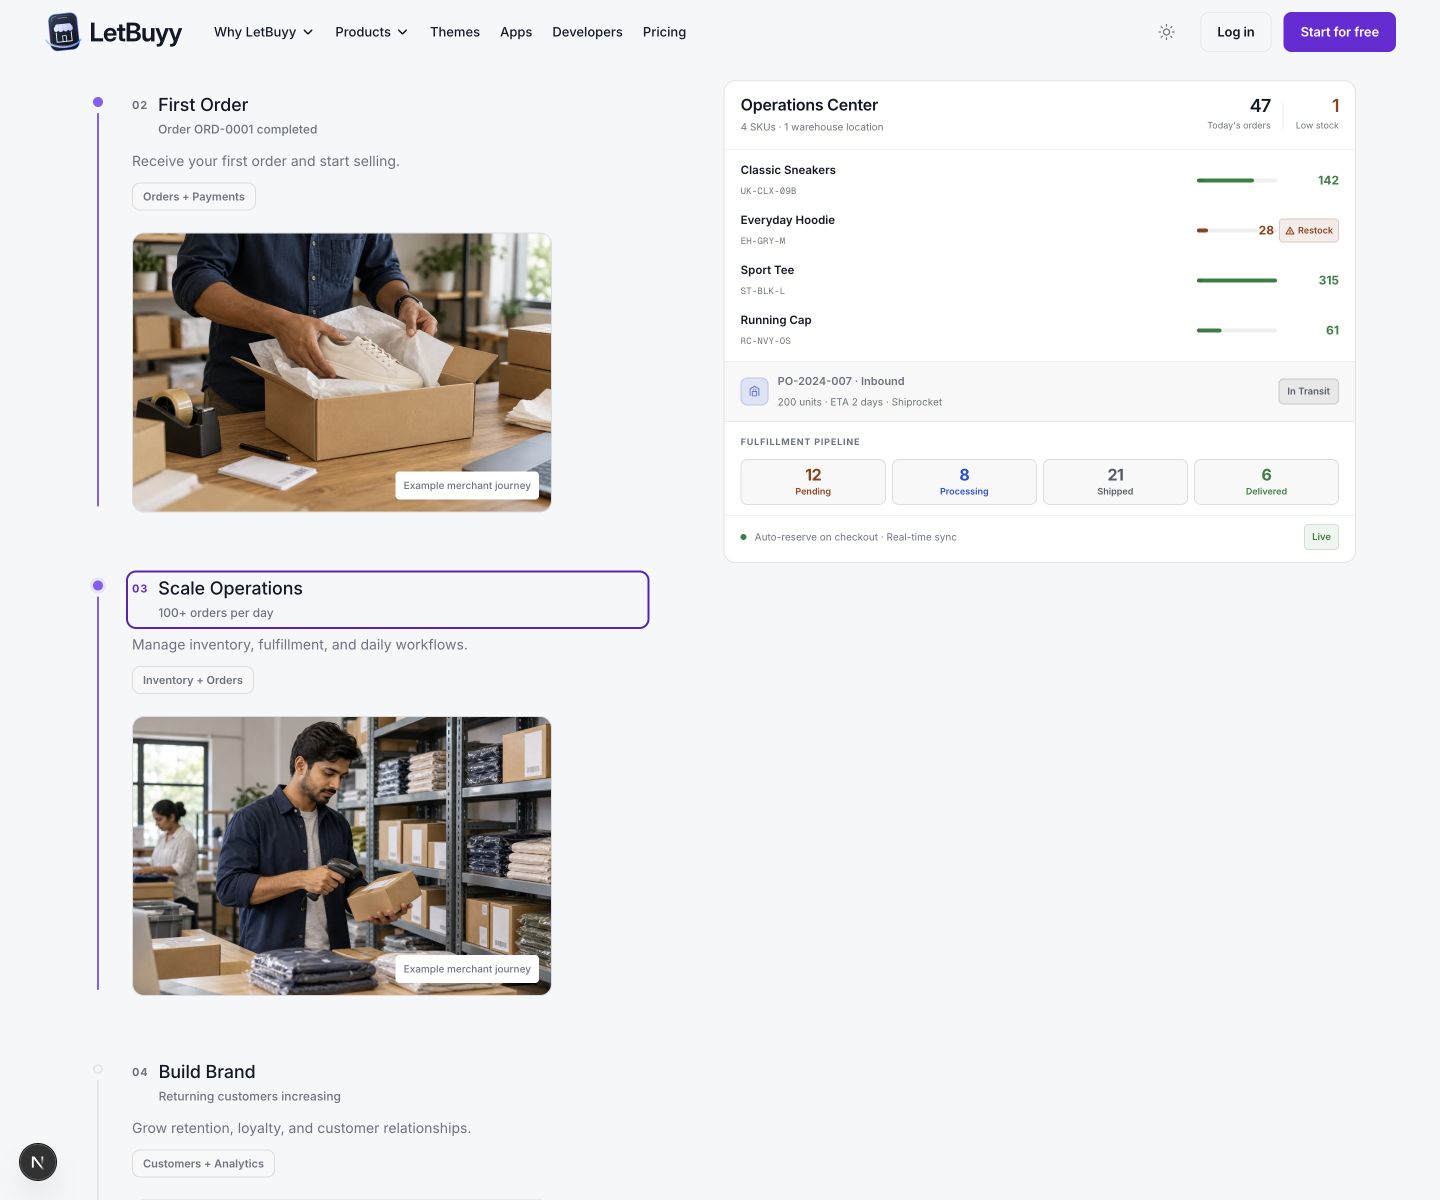 LetBuyy
Why LetBuyy
Products
Themes
Apps
Developers
Pricing
Log in
Start for free
02 First Order
Order ORD-0001 completed
Receive your first order and start selling.
Orders + Payments
Example merchant journey
03 Scale Operations
100+ orders per day
Manage inventory, fulfillment, and daily workflows.
Inventory + Orders
Example merchant journey
04 Build Brand
Returning customers increasing
Grow retention, loyalty, and customer relationships.
Customers + Analytics
N
Operations Center
4 SKUs · 1 warehouse location
47
Today's orders
1
Low stock
Classic Sneakers
UK-CLX-09B
142
Everyday Hoodie
EH-GRY-M
28
Restock
Sport Tee
ST-BLK-L
315
Running Cap
RC-NVY-OS
61
PO-2024-007 · Inbound
200 units · ETA 2 days · Shiprocket
In Transit
FULFILLMENT PIPELINE
12
Pending
8
Processing
21
Shipped
6
Delivered
Auto-reserve on checkout · Real-time sync
Live